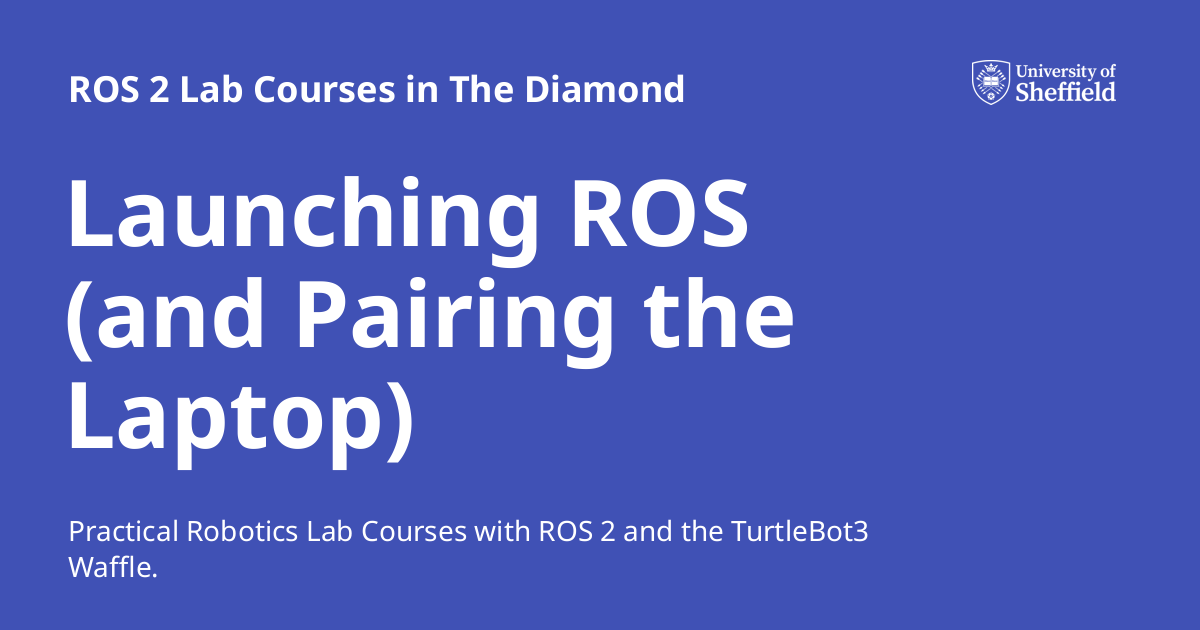 ROS 2 Lab Courses in The Diamond
University of
Sheffield
Launching ROS
(and Pairing the
Laptop)
Practical Robotics Lab Courses with ROS 2 and the TurtleBot3
Waffle.